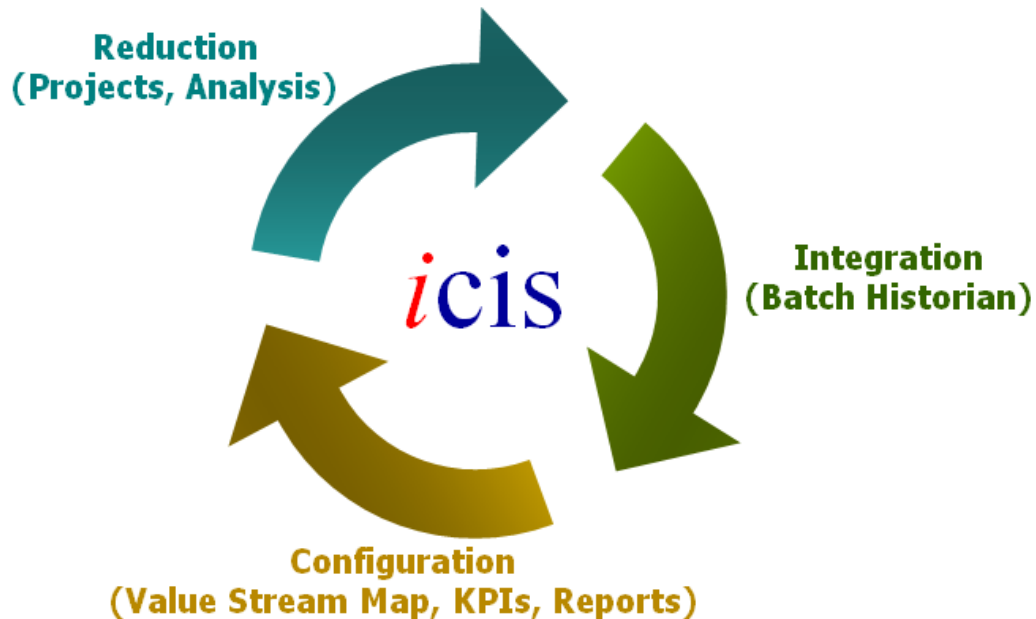 Reduction
(Projects, Analysis)
Integration
(Batch Historian)
icis
Configuration
(Value Stream Map, KPIs, Reports)